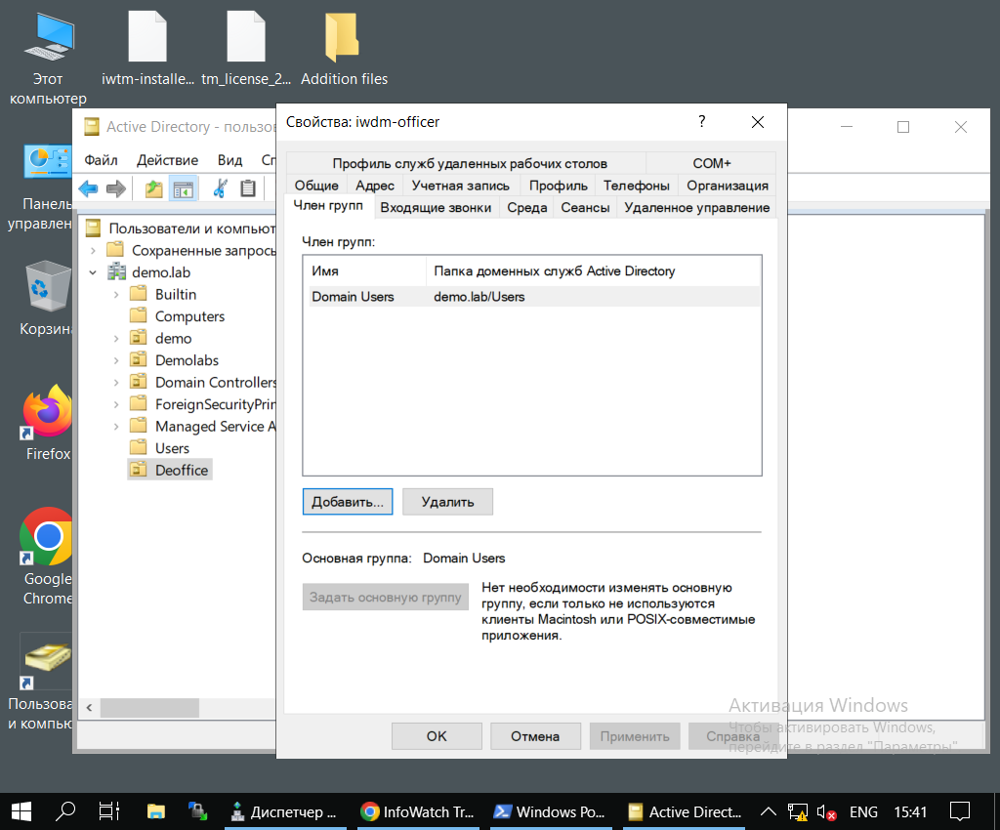 Этот
компьютер
iwtm-installe...
tm_license_2...
Addition files
Панель
управлен
Корзина
Firefox
Google
Chrome
Пользова
и компью
Active Directory - пользо
Файл Действие Вид Сп
Пользователи и компьют
Сохраненные запросы
demo.lab
Builtin
Computers
demo
Demolabs
Domain Controllers
ForeignSecurityPrin
Managed Service A
Users
Deoffice
Свойства: iwdm-officer
?
Профиль служб удаленных рабочих столов COM+
Общие Адрес Учетная запись Профиль Телефоны Организация
Член групп Входящие звонки Среда Сеансы Удаленное управление
Член групп:
Имя Папка доменных служб Active Directory
Domain Users demo.lab/Users
Добавить... Удалить
Основная группа: Domain Users
Задать основную группу
Нет необходимости изменять основную
группу, если только не используются
клиенты Macintosh или POSIX-совместимые
приложения.
OK Отмена Применить Справка
Активация Windows
Чтобы активировать Windows,
перейдите в раздел "Параметры"
Диспетчер ... InfoWatch Tr... Windows Po... Active Direct... ENG 15:41